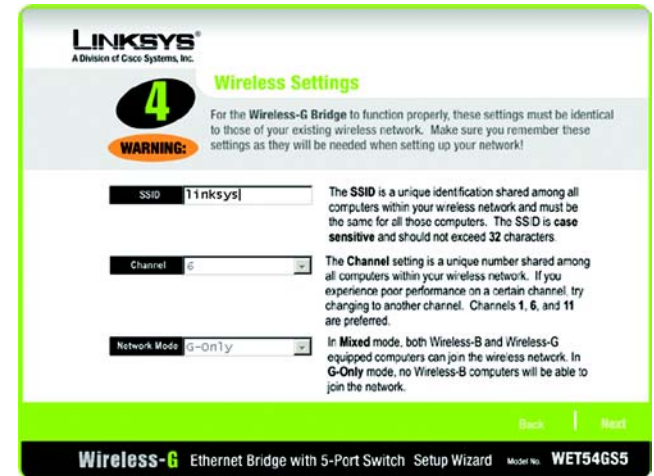 LINKSYS®
A Division of Cisco Systems, Inc.
4
WARNING:
Wireless Settings
For the Wireless-G Bridge to function properly, these settings must be identical
to those of your existing wireless network. Make sure you remember these
settings as they will be needed when setting up your network!
SSID
linksys
The SSID is a unique identification shared among all
computers within your wireless network and must be
the same for all those computers. The SSID is case
sensitive and should not exceed 32 characters.
Channel
6
The Channel setting is a unique number shared among
all computers within your wireless network. If you
experience poor performance on a certain channel, try
changing to another channel. Channels 1, 6, and 11
are preferred.
Network Mode
G-Only
In Mixed mode, both Wireless-B and Wireless-G
equipped computers can join the wireless network. In
G-Only mode, no Wireless-B computers will be able to
join the network.
Back Next
Wireless-G Ethernet Bridge with 5-Port Switch Setup Wizard Model No. WET54GS5